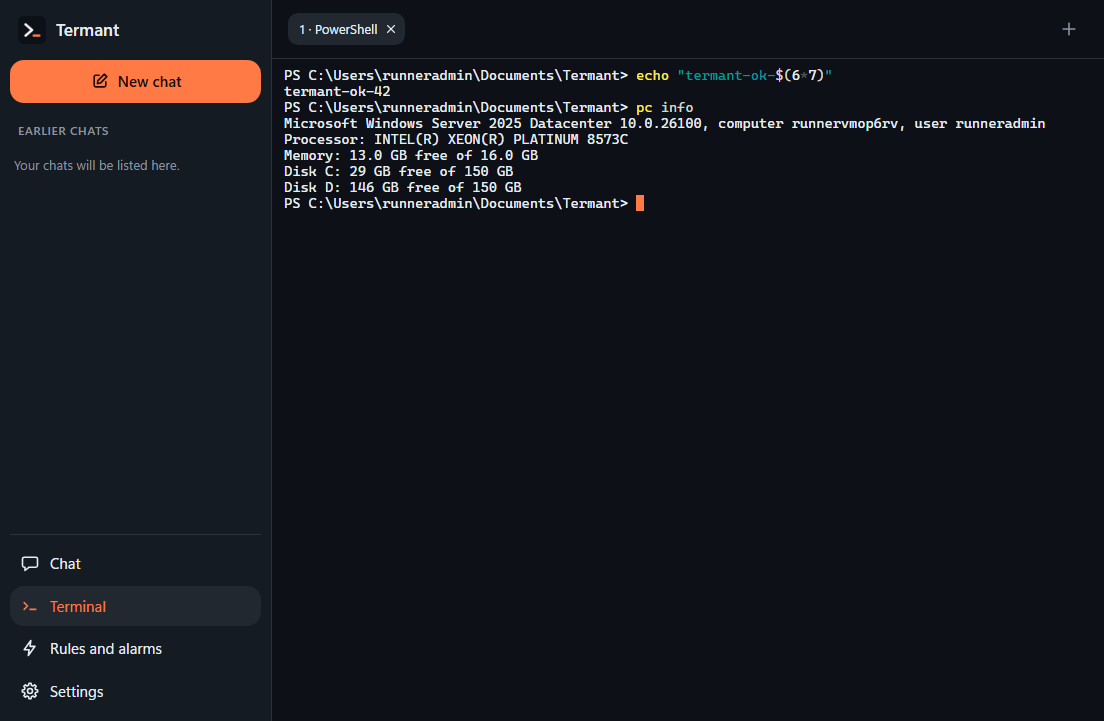 Termant
New chat
EARLIER CHATS
Your chats will be listed here.
Chat
Terminal
Rules and alarms
Settings
1 · PowerShell
PS C:\Users\runneradmin\Documents\Termant> echo "termant-ok-$(6*7)"
termant-ok-42
PS C:\Users\runneradmin\Documents\Termant> pc info
Microsoft Windows Server 2025 Datacenter 10.0.26100, computer runnervmop6rv, user runneradmin
Processor: INTEL(R) XEON(R) PLATINUM 8573C
Memory: 13.0 GB free of 16.0 GB
Disk C: 29 GB free of 150 GB
Disk D: 146 GB free of 150 GB
PS C:\Users\runneradmin\Documents\Termant>